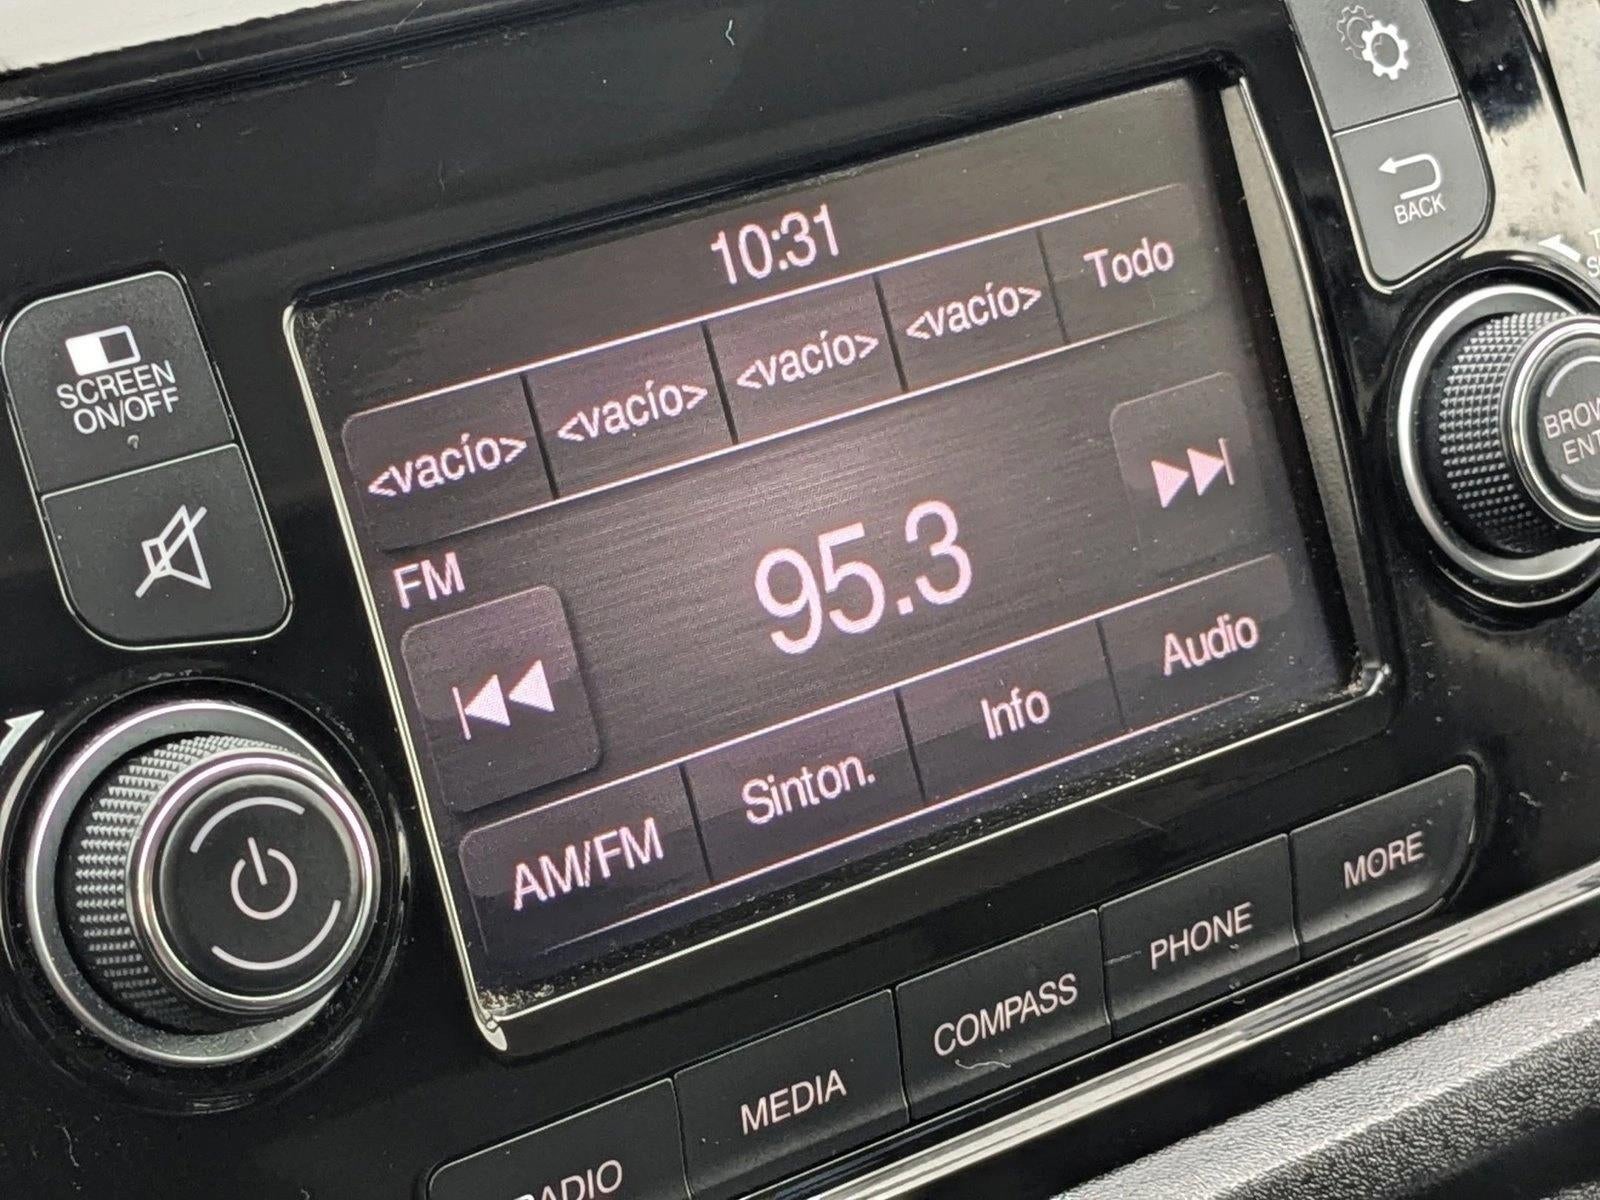 10:31
<vacío> <vacío> <vacío> <vacío> Todo
FM
95.3
AM/FM Sinton. Info Audio
SCREEN
ON/OFF
BACK
MEDIA COMPASS PHONE MORE